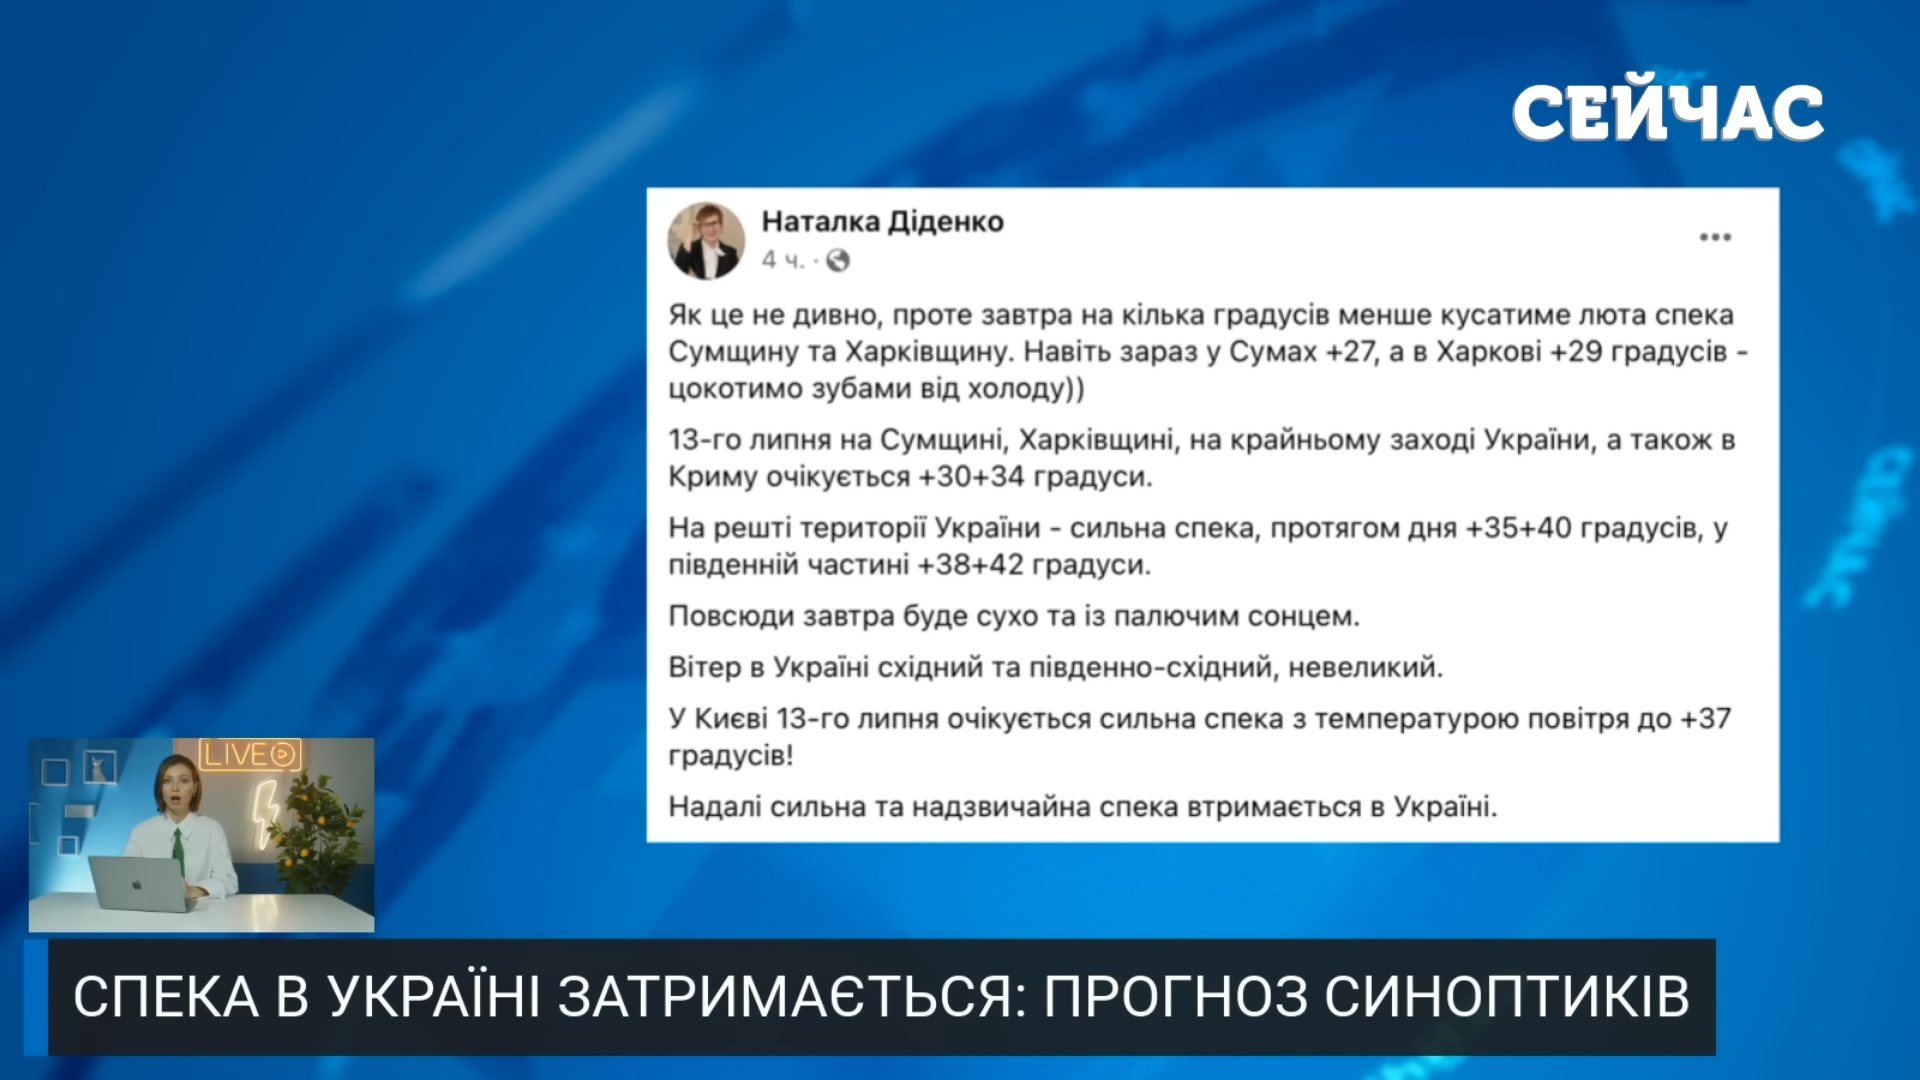 СЕЙЧАС
Наталка Діденко
4 ч. ·
Як це не дивно, проте завтра на кілька градусів менше кусатиме люта спека
Сумщину та Харківщину. Навіть зараз у Сумах +27, а в Харкові +29 градусів -
цокотимо зубами від холоду))
13-го липня на Сумщині, Харківщині, на крайньому заході України, а також в
Криму очікується +30+34 градуси.
На решті території України - сильна спека, протягом дня +35+40 градусів, у
південній частині +38+42 градуси.
Повсюди завтра буде сухо та із палючим сонцем.
Вітер в Україні східний та південно-східний, невеликий.
У Києві 13-го липня очікується сильна спека з температурою повітря до +37
градусів!
Надалі сильна та надзвичайна спека втримається в Україні.
LIVE
СПЕКА В УКРАЇНІ ЗАТРИМАЄТЬСЯ: ПРОГНОЗ СИНОПТИКІВ